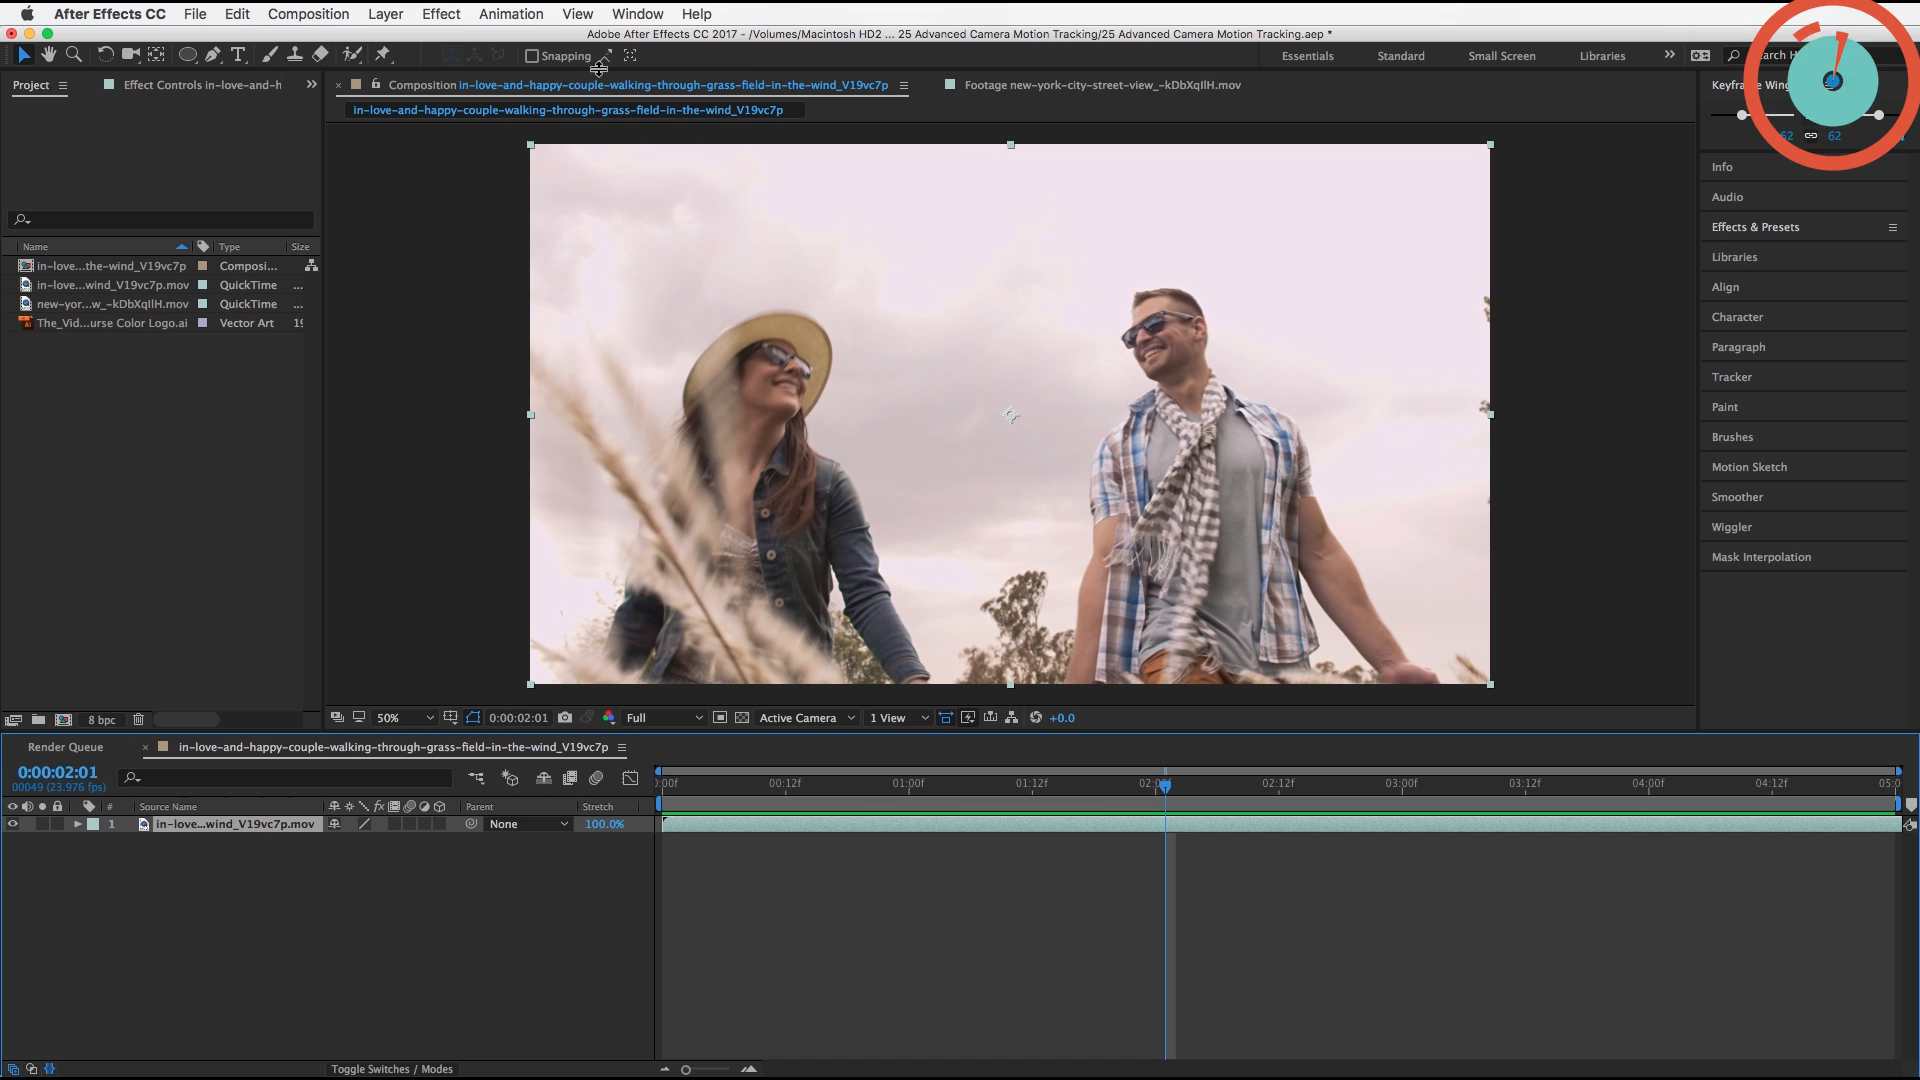 After Effects CC File Edit Composition Layer Effect Animation View Window Help
Adobe After Effects CC 2017 - /Volumes/Macintosh HD2 ... 25 Advanced Camera Motion Tracking/25 Advanced Camera Motion Tracking.aep *
Snapping Essentials Standard Small Screen Libraries
Project Effect Controls in-love-and-h Composition in-love-and-happy-couple-walking-through-grass-field-in-the-wind_V19vc7p Footage new-york-city-street-view_-kDbXqIlH.mov
in-love-and-happy-couple-walking-through-grass-field-in-the-wind_V19vc7p
62 62
Info
Audio
Effects & Presets
Libraries
Align
Character
Paragraph
Tracker
Paint
Brushes
Motion Sketch
Smoother
Wiggler
Mask Interpolation
Name Type Size
in-love...the-wind_V19vc7p Composi...
in-love...wind_V19vc7p.mov QuickTime ...
new-yor...w_-kDbXqIlH.mov QuickTime ...
The_Vid...urse Color Logo.ai Vector Art 19
8 bpc 50% 0:00:02:01 Full Active Camera 1 View +0.0
Render Queue in-love-and-happy-couple-walking-through-grass-field-in-the-wind_V19vc7p
0:00:02:01
00049 (23.976 fps)
:00f 00:12f 01:00f 01:12f 02:00f 02:12f 03:00f 03:12f 04:00f 04:12f 05:0
# Source Name fx Parent Stretch
1 in-love...wind_V19vc7p.mov None 100.0%
Toggle Switches / Modes